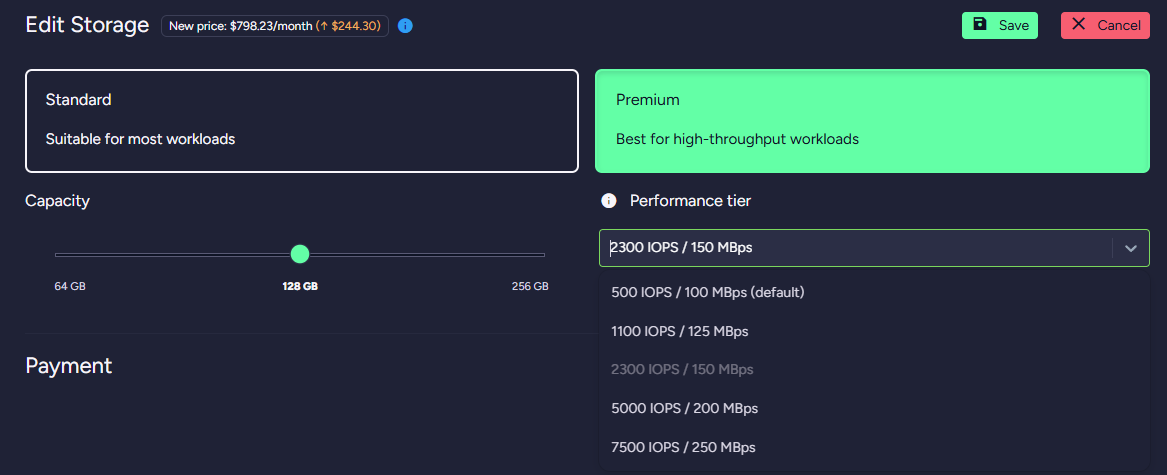 Edit Storage
New price: $798.23/month (↑ $244.30)
Save
Cancel
Standard
Suitable for most workloads
Premium
Best for high-throughput workloads
Capacity
64 GB
128 GB
256 GB
Performance tier
2300 IOPS / 150 MBps
500 IOPS / 100 MBps (default)
1100 IOPS / 125 MBps
2300 IOPS / 150 MBps
5000 IOPS / 200 MBps
7500 IOPS / 250 MBps
Payment